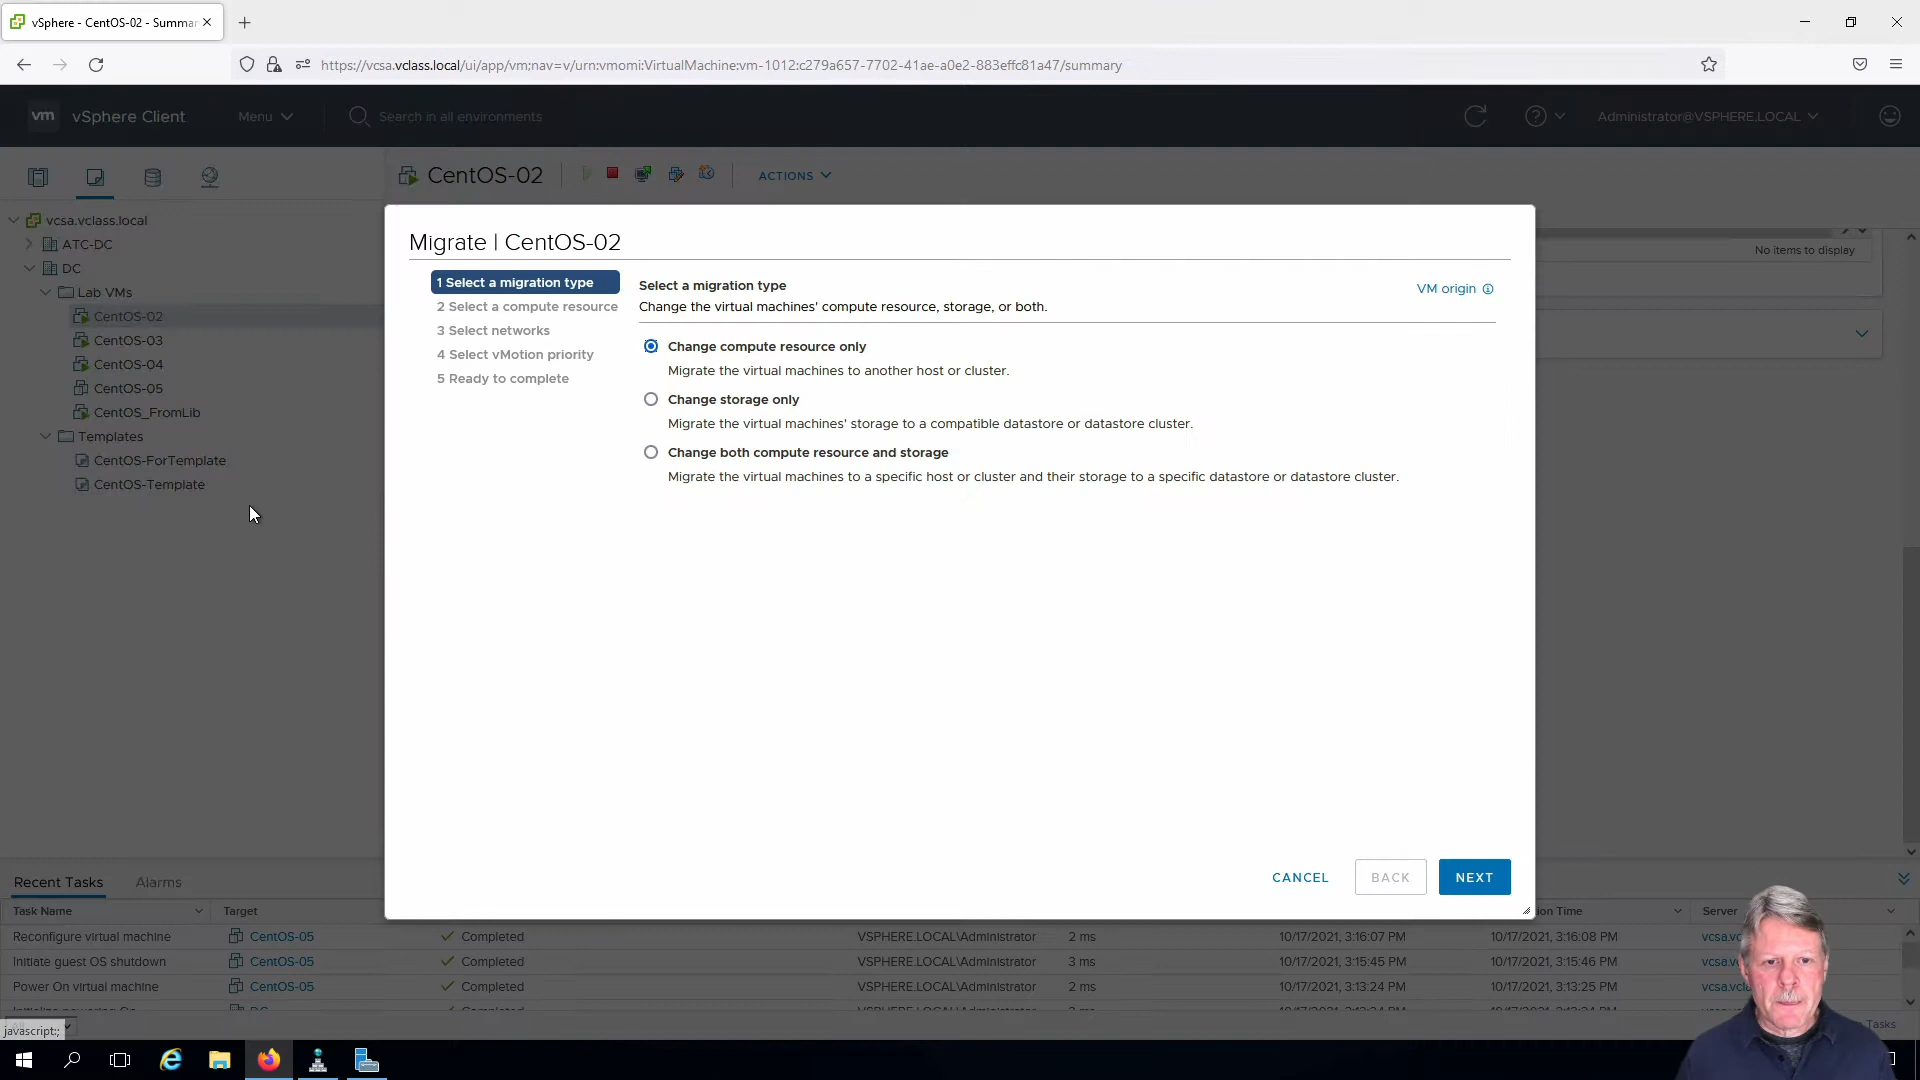 vSphere - CentOS-02 - Summar
https://vcsa.vclass.local/ui/app/vm;nav=v/urn:vmomi:VirtualMachine:vm-1012:c279a657-7702-41ae-a0e2-883effc81a47/summary
vm vSphere Client Menu Search in all environments Administrator@VSPHERE.LOCAL
CentOS-02 ACTIONS
vcsa.vclass.local
ATC-DC
DC
Lab VMs
CentOS-02
CentOS-03
CentOS-04
CentOS-05
CentOS_FromLib
Templates
CentOS-ForTemplate
CentOS-Template
No items to display
Migrate | CentOS-02
1 Select a migration type
2 Select a compute resource
3 Select networks
4 Select vMotion priority
5 Ready to complete
Select a migration type
VM origin
Change the virtual machines' compute resource, storage, or both.
Change compute resource only
Migrate the virtual machines to another host or cluster.
Change storage only
Migrate the virtual machines' storage to a compatible datastore or datastore cluster.
Change both compute resource and storage
Migrate the virtual machines to a specific host or cluster and their storage to a specific datastore or datastore cluster.
CANCEL BACK NEXT
Recent Tasks Alarms
Task Name Target ion Time Server
Reconfigure virtual machine CentOS-05 Completed VSPHERE.LOCAL\Administrator 2 ms 10/17/2021, 3:16:07 PM 10/17/2021, 3:16:08 PM vcsa.vc
Initiate guest OS shutdown CentOS-05 Completed VSPHERE.LOCAL\Administrator 3 ms 10/17/2021, 3:15:45 PM 10/17/2021, 3:15:46 PM vcsa.v
Power On virtual machine CentOS-05 Completed VSPHERE.LOCAL\Administrator 2 ms 10/17/2021, 3:13:24 PM 10/17/2021, 3:13:25 PM vcsa.vcl
javascript:;
Tasks